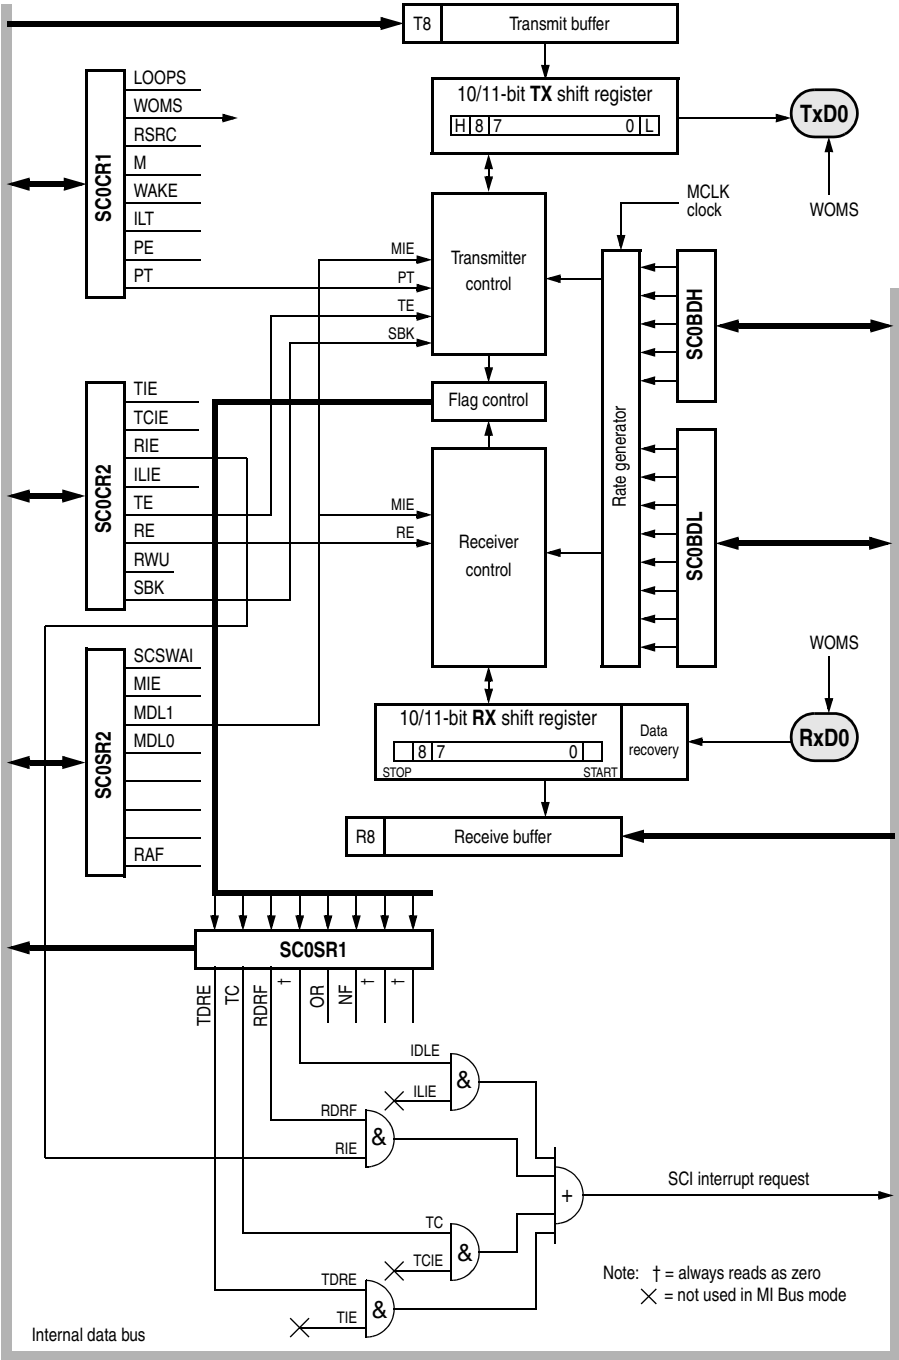 T8
Transmit buffer
10/11-bit TX shift register
H 8 7 0 L
TxD0
WOMS
MCLK
clock
SC0CR1
LOOPS
WOMS
RSRC
M
WAKE
ILT
PE
PT
MIE
PT
TE
SBK
Transmitter
control
Rate generator
SC0BDH
Flag control
SC0CR2
TIE
TCIE
RIE
ILIE
TE
RE
RWU
SBK
MIE
RE
Receiver
control
SC0BDL
SC0SR2
SCSWAI
MIE
MDL1
MDL0
RAF
WOMS
RxD0
10/11-bit RX shift register
8 7 0
STOP
START
Data
recovery
R8
Receive buffer
SC0SR1
TDRE
TC
RDRF
†
OR
NF
†
†
IDLE
ILIE
&
RDRF
RIE
&
TC
TCIE
&
TDRE
TIE
&
+
SCI interrupt request
Note: † = always reads as zero
= not used in MI Bus mode
Internal data bus